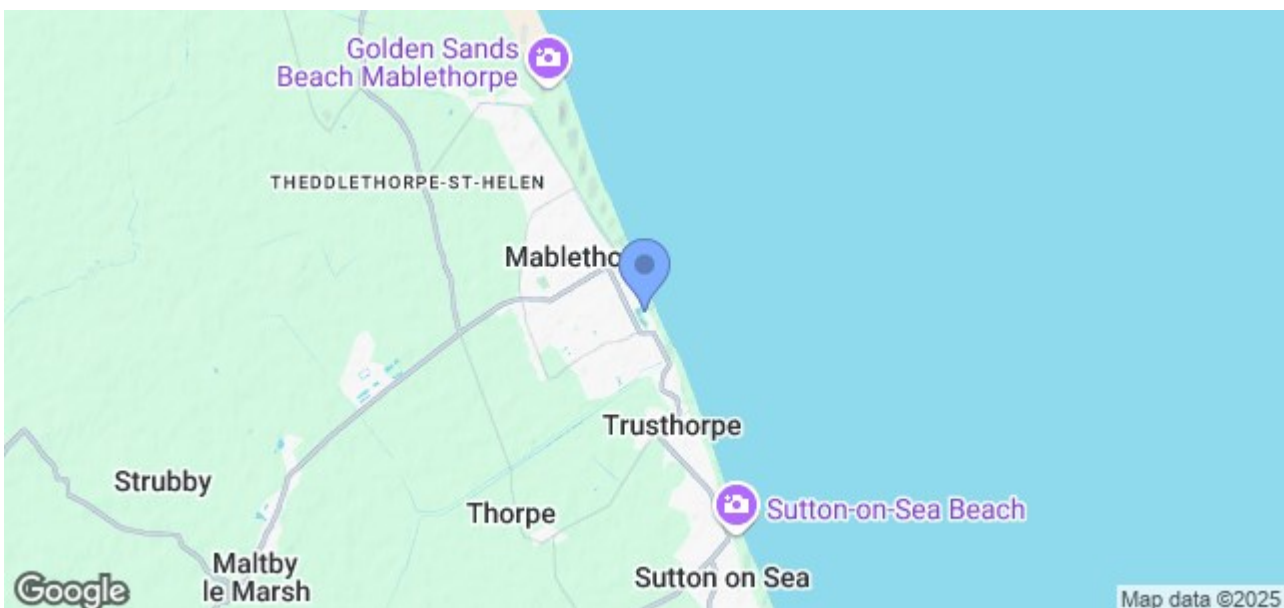 Golden Sands
Beach Mablethorpe
THEDDLETHORPE-ST-HELEN
Mabletho
Trusthorpe
Strubby
Thorpe
Sutton-on-Sea Beach
Maltby
le Marsh
Sutton on Sea
Google
Map data ©2025